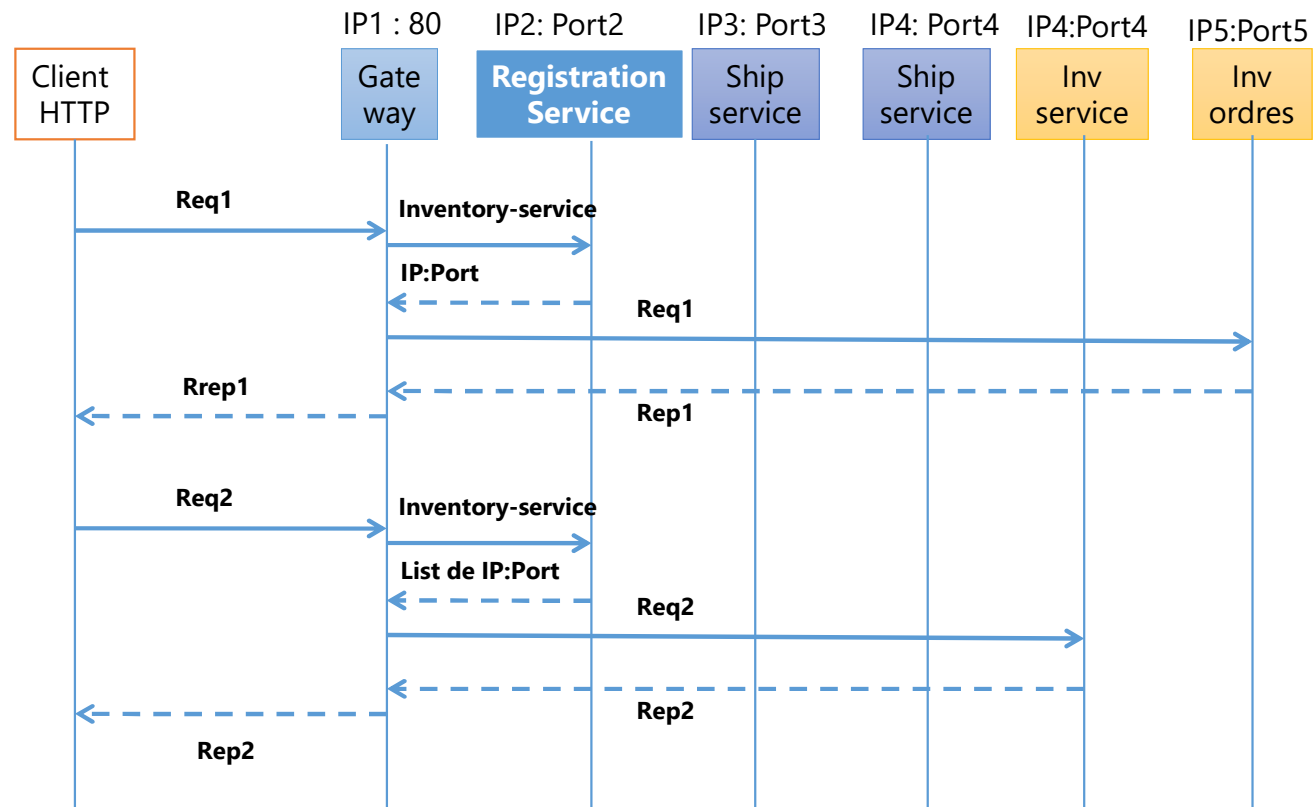 IP1 : 80
IP2: Port2
IP3: Port3
IP4: Port4
IP4:Port4
IP5:Port5
Client
HTTP
Gate
way
Registration
Service
Ship
service
Ship
service
Inv
service
Inv
ordres
Req1
Inventory-service
IP:Port
Req1
Rrep1
Rep1
Req2
Inventory-service
List de IP:Port
Req2
Rep2
Rep2